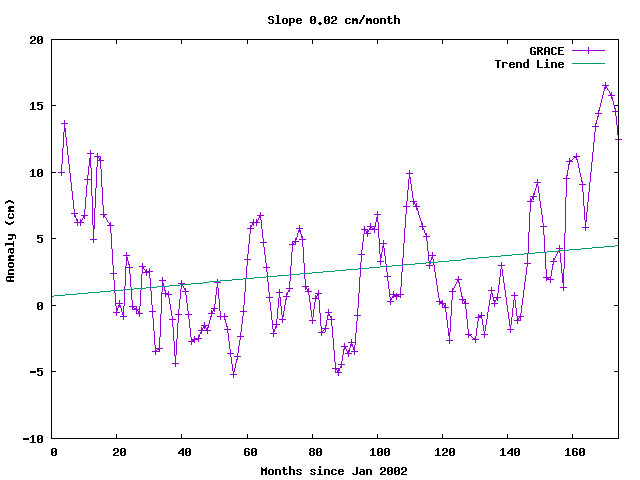 Slope 0.02 cm/month
GRACE
Trend Line
20
15
10
5
0
-5
-10
Anomaly (cm)
0 20 40 60 80 100 120 140 160
Months since Jan 2002